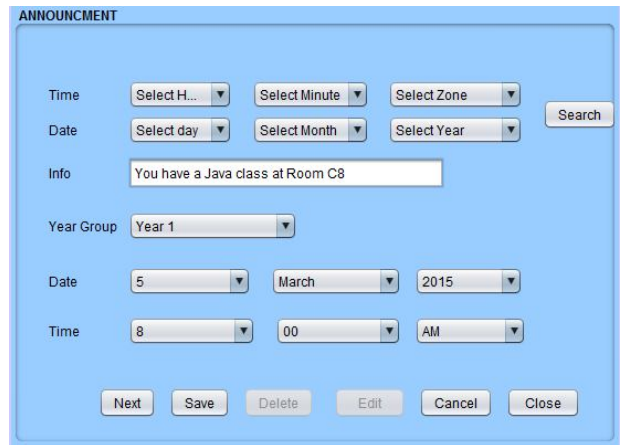 ANNOUNCMENT
Time Select H... Select Minute Select Zone
Search
Date Select day Select Month Select Year
Info You have a Java class at Room C8
Year Group Year 1
Date 5 March 2015
Time 8 00 AM
Next Save Delete Edit Cancel Close